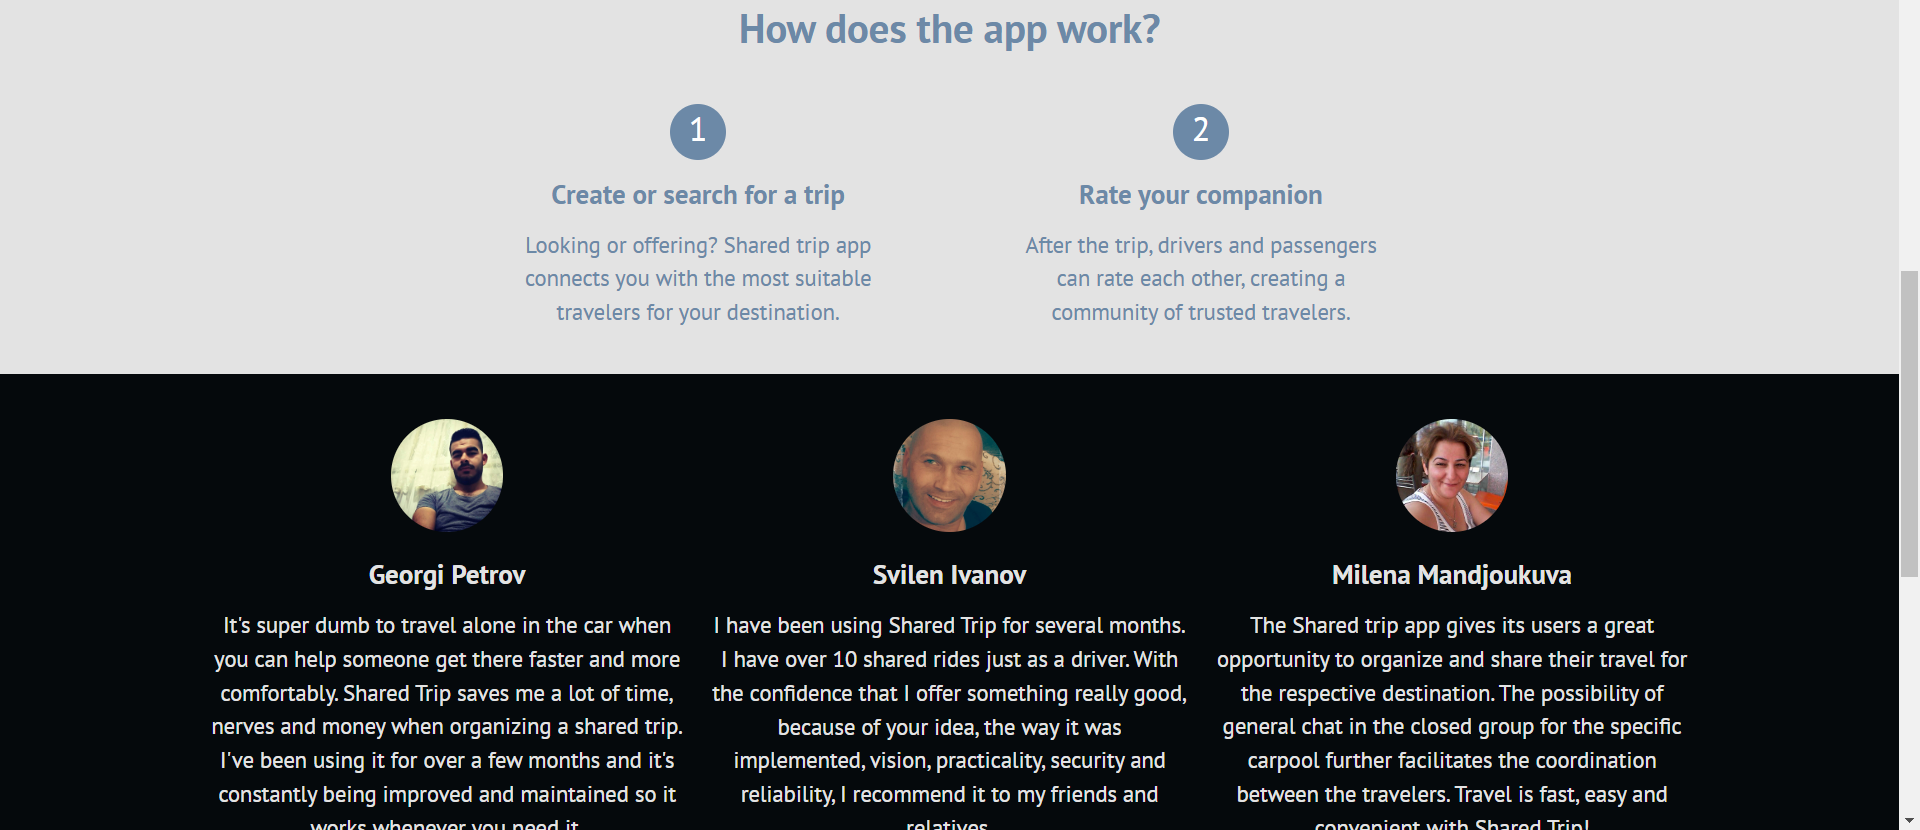 How does the app work?
1
Create or search for a trip
Looking or offering? Shared trip app
connects you with the most suitable
travelers for your destination.
2
Rate your companion
After the trip, drivers and passengers
can rate each other, creating a
community of trusted travelers.
Georgi Petrov
It's super dumb to travel alone in the car when
you can help someone get there faster and more
comfortably. Shared Trip saves me a lot of time,
nerves and money when organizing a shared trip.
I've been using it for over a few months and it's
constantly being improved and maintained so it
works whenever you need it
Svilen Ivanov
I have been using Shared Trip for several months.
I have over 10 shared rides just as a driver. With
the confidence that I offer something really good,
because of your idea, the way it was
implemented, vision, practicality, security and
reliability, I recommend it to my friends and
relatives
Milena Mandjoukuva
The Shared trip app gives its users a great
opportunity to organize and share their travel for
the respective destination. The possibility of
general chat in the closed group for the specific
carpool further facilitates the coordination
between the travelers. Travel is fast, easy and
convenient with Shared Trip!